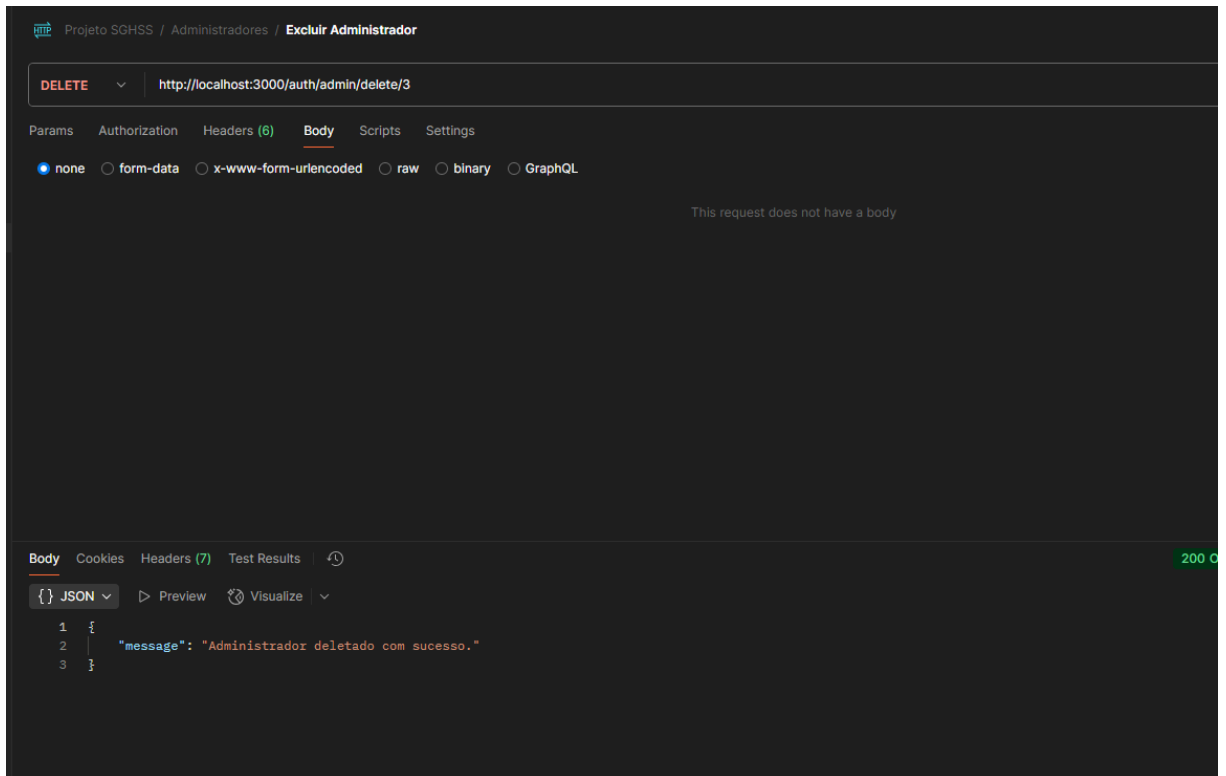 HTTP Projeto SGHSS / Administradores / Excluir Administrador
DELETE http://localhost:3000/auth/admin/delete/3
Params Authorization Headers (6) Body Scripts Settings
none form-data x-www-form-urlencoded raw binary GraphQL
This request does not have a body
Body Cookies Headers (7) Test Results
200 O
{} JSON Preview Visualize
1 {
2 "message": "Administrador deletado com sucesso."
3 }